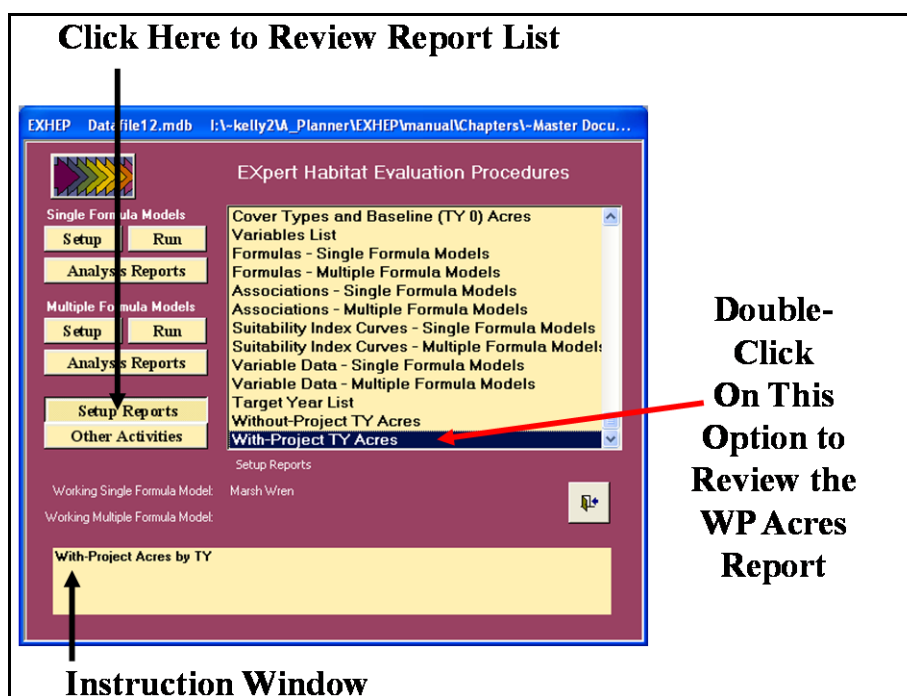 Click Here to Review Report List
EXHEP Datafile12.mdb I:\~kelly2\A_Planner\EXHEP\manual\Chapters\~Master Docu...
EXpert Habitat Evaluation Procedures
Single Formula Models
Setup Run
Analysis Reports
Multiple Formula Models
Setup Run
Analysis Reports
Setup Reports
Other Activities
Cover Types and Baseline (TY 0) Acres
Variables List
Formulas - Single Formula Models
Formulas - Multiple Formula Models
Associations - Single Formula Models
Associations - Multiple Formula Models
Suitability Index Curves - Single Formula Models
Suitability Index Curves - Multiple Formula Models
Variable Data - Single Formula Models
Variable Data - Multiple Formula Models
Target Year List
Without-Project TY Acres
With-Project TY Acres
Setup Reports
Working Single Formula Model: Marsh Wren
Working Multiple Formula Model:
With-Project Acres by TY
Double-
Click
On This
Option to
Review the
WP Acres
Report
Instruction Window